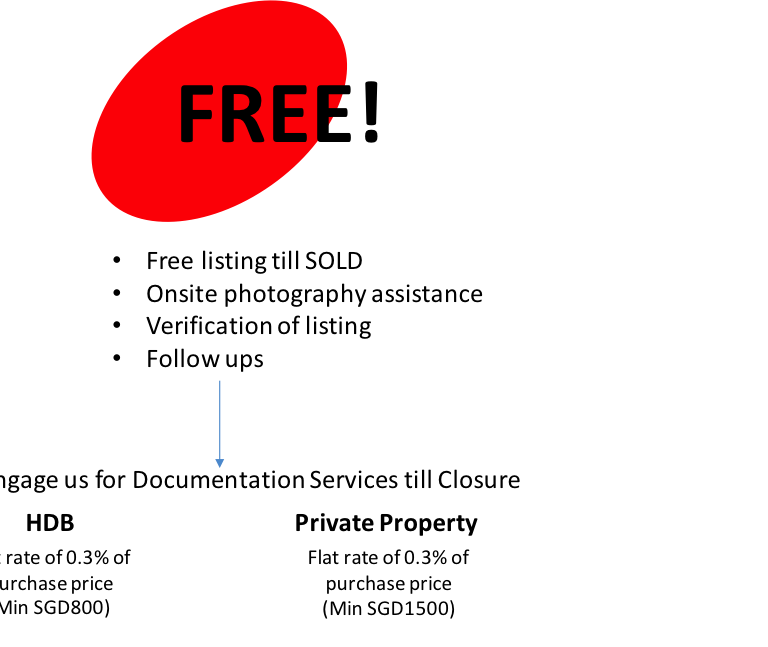 FREE!
• Free listing till SOLD
• Onsite photography assistance
• Verification of listing
• Follow ups
ngage us for Documentation Services till Closure
HDB
rate of 0.3% of
urchase price
Min SGD800)
Private Property
Flat rate of 0.3% of
purchase price
(Min SGD1500)